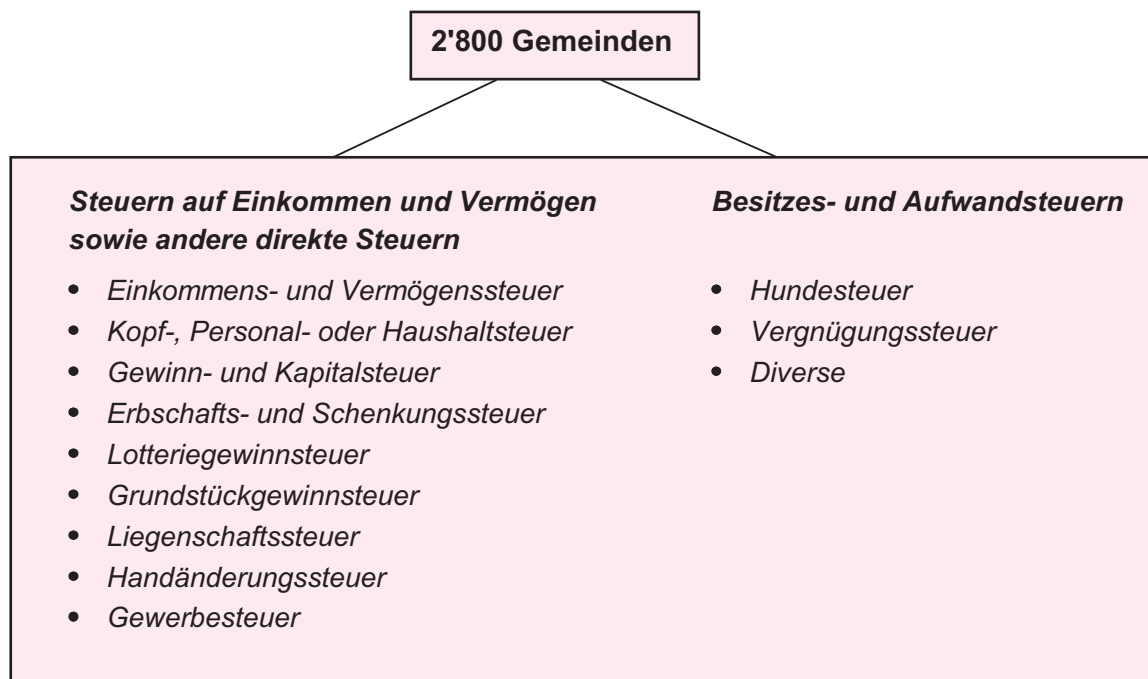 2'800 Gemeinden
Steuern auf Einkommen und Vermögen
sowie andere direkte Steuern
• Einkommens- und Vermögenssteuer
• Kopf-, Personal- oder Haushaltsteuer
• Gewinn- und Kapitalsteuer
• Erbschafts- und Schenkungssteuer
• Lotteriegewinnsteuer
• Grundstückgewinnsteuer
• Liegenschaftssteuer
• Handänderungssteuer
• Gewerbesteuer
Besitzes- und Aufwandsteuern
• Hundesteuer
• Vergnügungssteuer
• Diverse